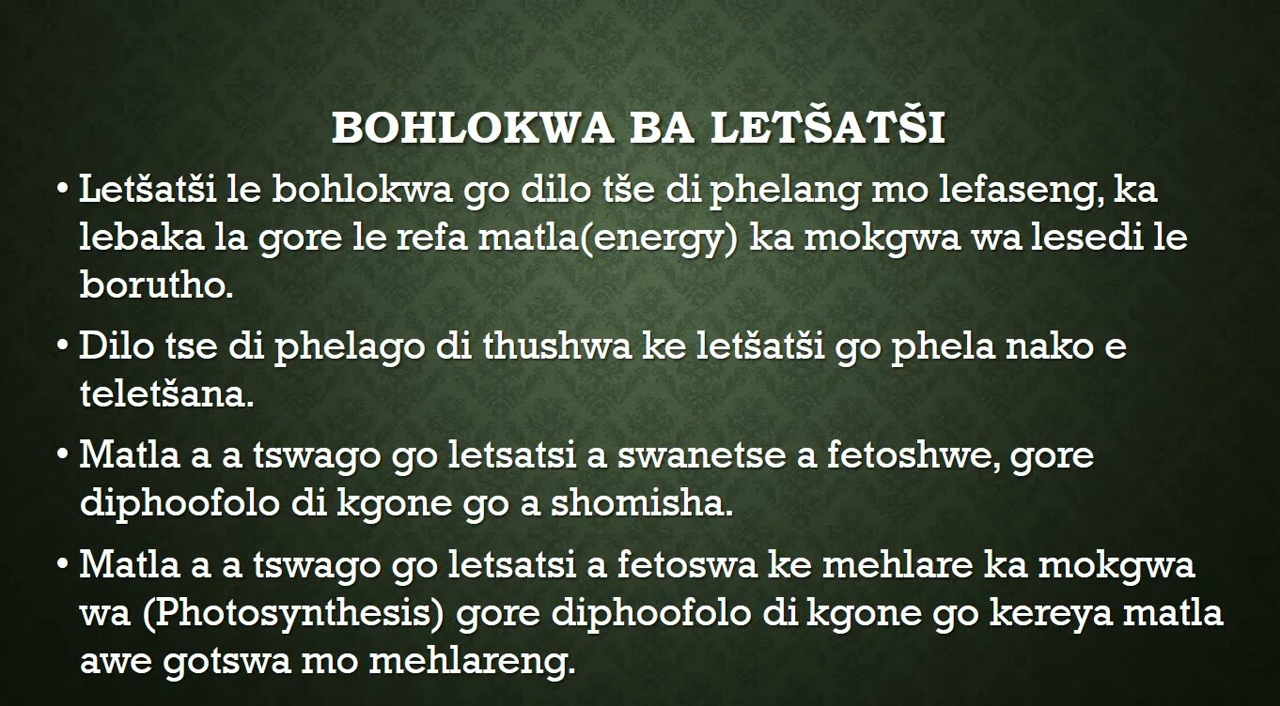 BOHLOKWA BA LETŠATŠI
• Letšatši le bohlokwa go dilo tše di phelang mo lefaseng, ka
lebaka la gore le refa matla(energy) ka mokgwa wa lesedi le
borutho.
• Dilo tse di phelago di thushwa ke letšatši go phela nako e
teletšana.
• Matla a a tswago go letsatsi a swanetse a fetoshwe, gore
diphoofolo di kgone go a shomisha.
• Matla a a tswago go letsatsi a fetoswa ke mehlare ka mokgwa
wa (Photosynthesis) gore diphoofolo di kgone go kereya matla
awe gotswa mo mehlareng.